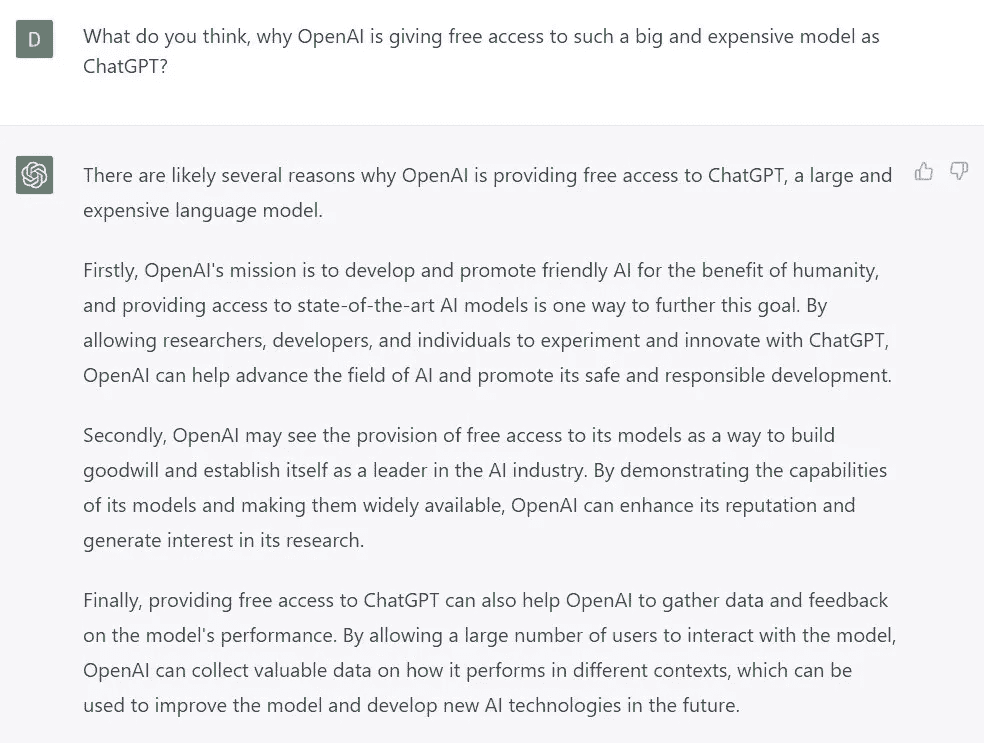 D
What do you think, why OpenAI is giving free access to such a big and expensive model as
ChatGPT?
There are likely several reasons why OpenAI is providing free access to ChatGPT, a large and
expensive language model.
Firstly, OpenAI's mission is to develop and promote friendly AI for the benefit of humanity,
and providing access to state-of-the-art AI models is one way to further this goal. By
allowing researchers, developers, and individuals to experiment and innovate with ChatGPT,
OpenAI can help advance the field of AI and promote its safe and responsible development.
Secondly, OpenAI may see the provision of free access to its models as a way to build
goodwill and establish itself as a leader in the AI industry. By demonstrating the capabilities
of its models and making them widely available, OpenAI can enhance its reputation and
generate interest in its research.
Finally, providing free access to ChatGPT can also help OpenAI to gather data and feedback
on the model's performance. By allowing a large number of users to interact with the model,
OpenAI can collect valuable data on how it performs in different contexts, which can be
used to improve the model and develop new AI technologies in the future.